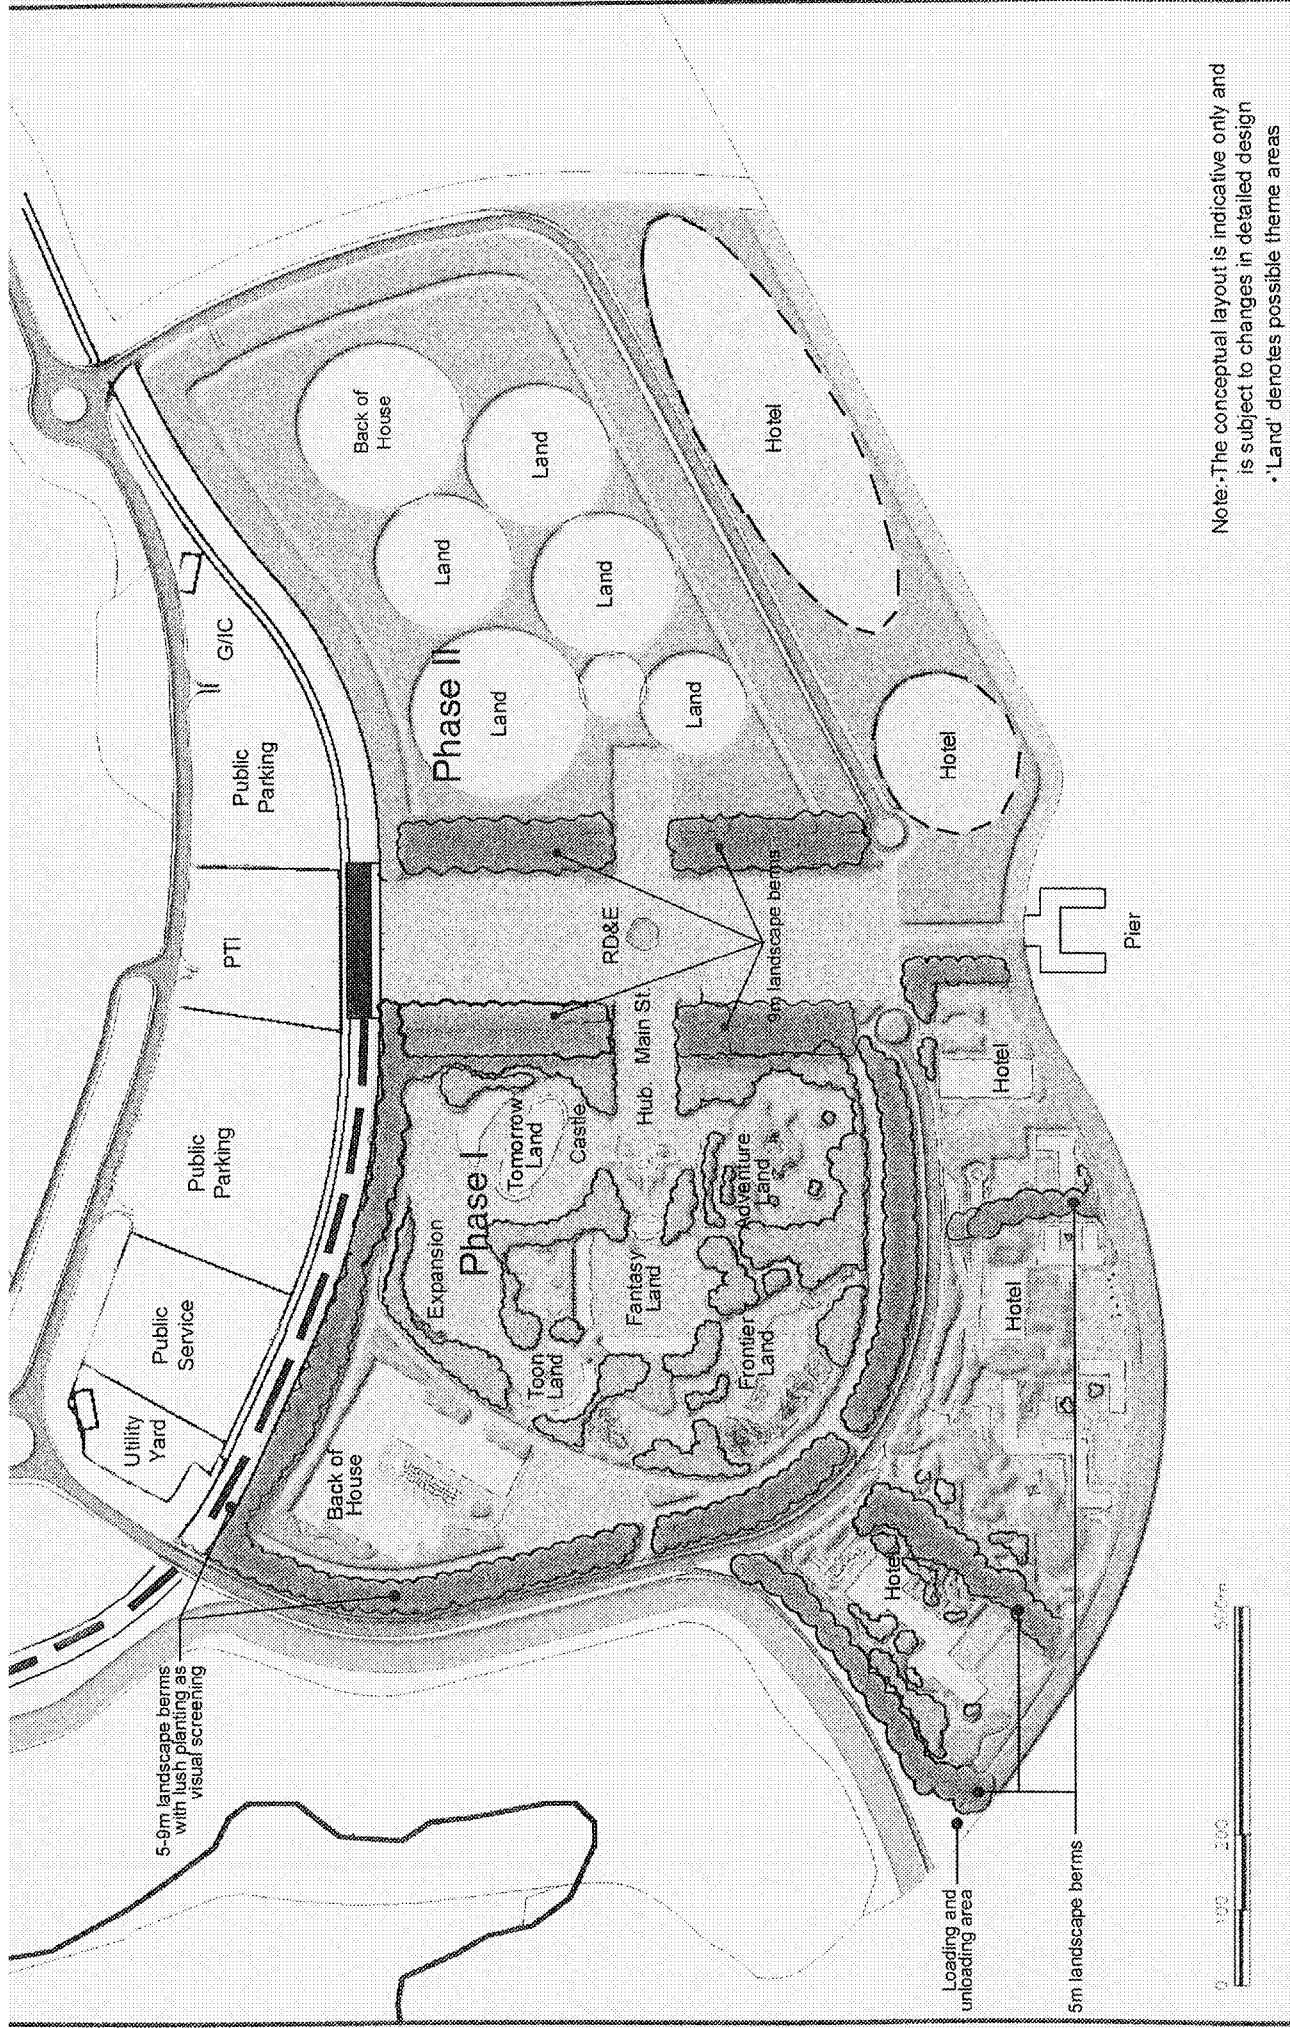 Utility
Yard
Public
Service
Public
Parking
PTI
Public
Parking
G/IC
5-9m landscape berms
with lush planting as
visual screening
Back of
House
Expansion
Phase I
Tomorrow
Land
Castle
Toon
Land
Fantasy
Land
Hub
Main St
Adventure
Land
Frontier
Land
RD&E
9m landscape berms
Phase II
Land
Land
Back of
House
Land
Land
Land
Hotel
Hotel
Hotel
Hotel
Hotel
Pier
Loading and
unloading area
5m landscape berms
0
100
200
500m
Note:•The conceptual layout is indicative only and
is subject to changes in detailed design
•'Land' denotes possible theme areas